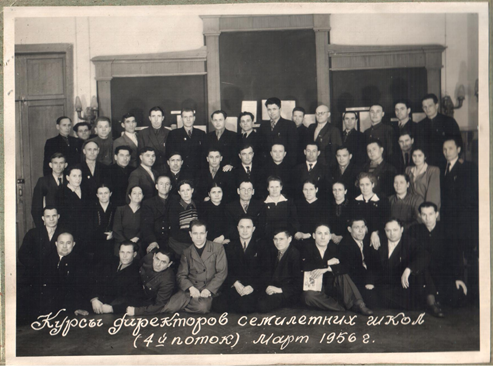 Курсы директоров семилетних школ
(4й поток) Март 1956 г.